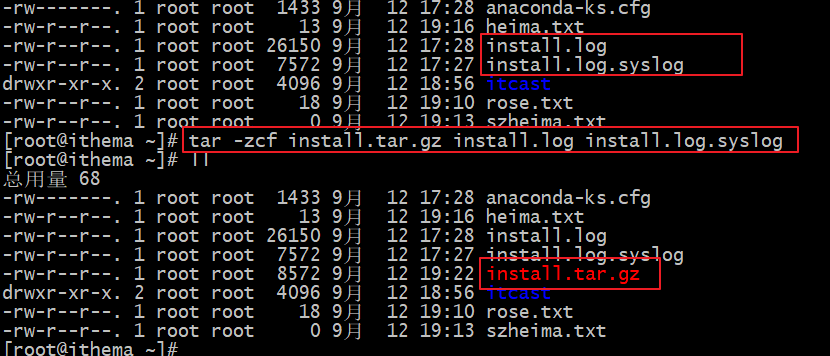 -rw-------. 1 root root  1433 9月  12 17:28 anaconda-ks.cfg
-rw-r--r--. 1 root root    13 9月  12 19:16 heima.txt
-rw-r--r--. 1 root root 26150 9月  12 17:28 install.log
-rw-r--r--. 1 root root  7572 9月  12 17:27 install.log.syslog
drwxr-xr-x. 2 root root  4096 9月  12 18:56 itcast
-rw-r--r--. 1 root root    18 9月  12 19:10 rose.txt
-rw-r--r--. 1 root root     0 9月  12 19:13 szheima.txt
[root@ithema ~]# tar -zcf install.tar.gz install.log install.log.syslog
[root@ithema ~]# ll
总用量 68
-rw-------. 1 root root  1433 9月  12 17:28 anaconda-ks.cfg
-rw-r--r--. 1 root root    13 9月  12 19:16 heima.txt
-rw-r--r--. 1 root root 26150 9月  12 17:28 install.log
-rw-r--r--. 1 root root  7572 9月  12 17:27 install.log.syslog
-rw-r--r--. 1 root root  8572 9月  12 19:22 install.tar.gz
drwxr-xr-x. 2 root root  4096 9月  12 18:56 itcast
-rw-r--r--. 1 root root    18 9月  12 19:10 rose.txt
-rw-r--r--. 1 root root     0 9月  12 19:13 szheima.txt
[root@ithema ~]#